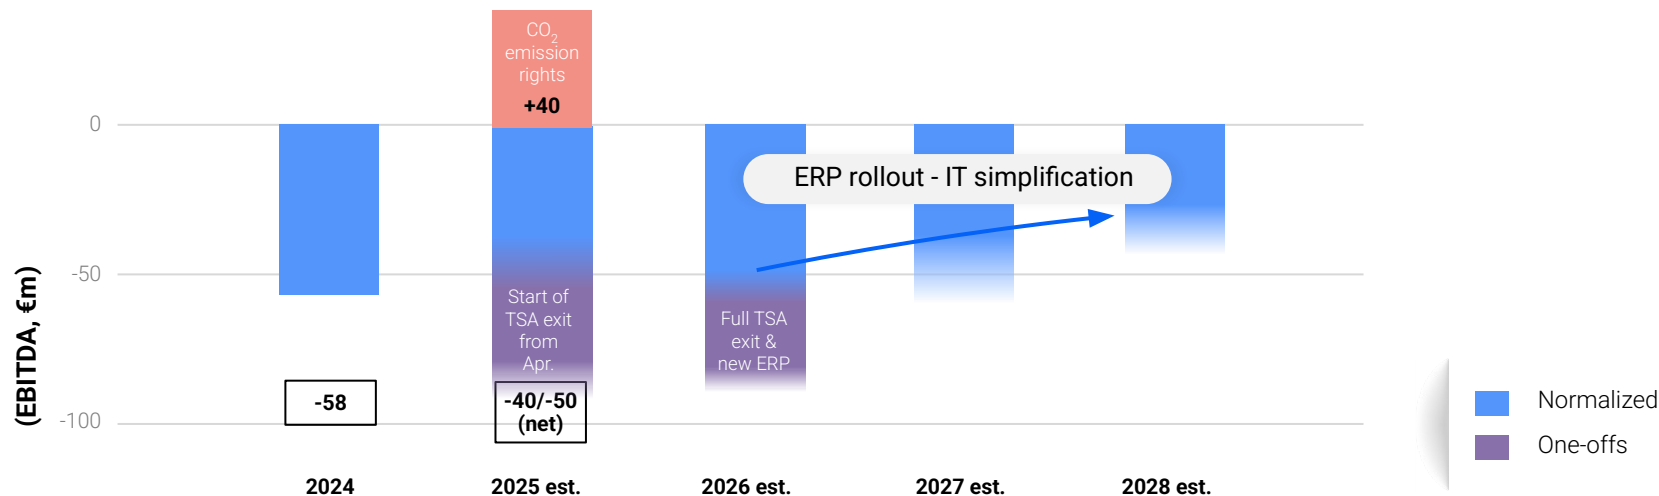 CO₂
emission
rights
+40
0
ERP rollout - IT simplification
-50
Start of
TSA exit
from
Apr.
Full TSA
exit &
new ERP
(EBITDA, €m)
-58
-40/-50
(net)
-100
Normalized
One-offs
2024
2025 est.
2026 est.
2027 est.
2028 est.